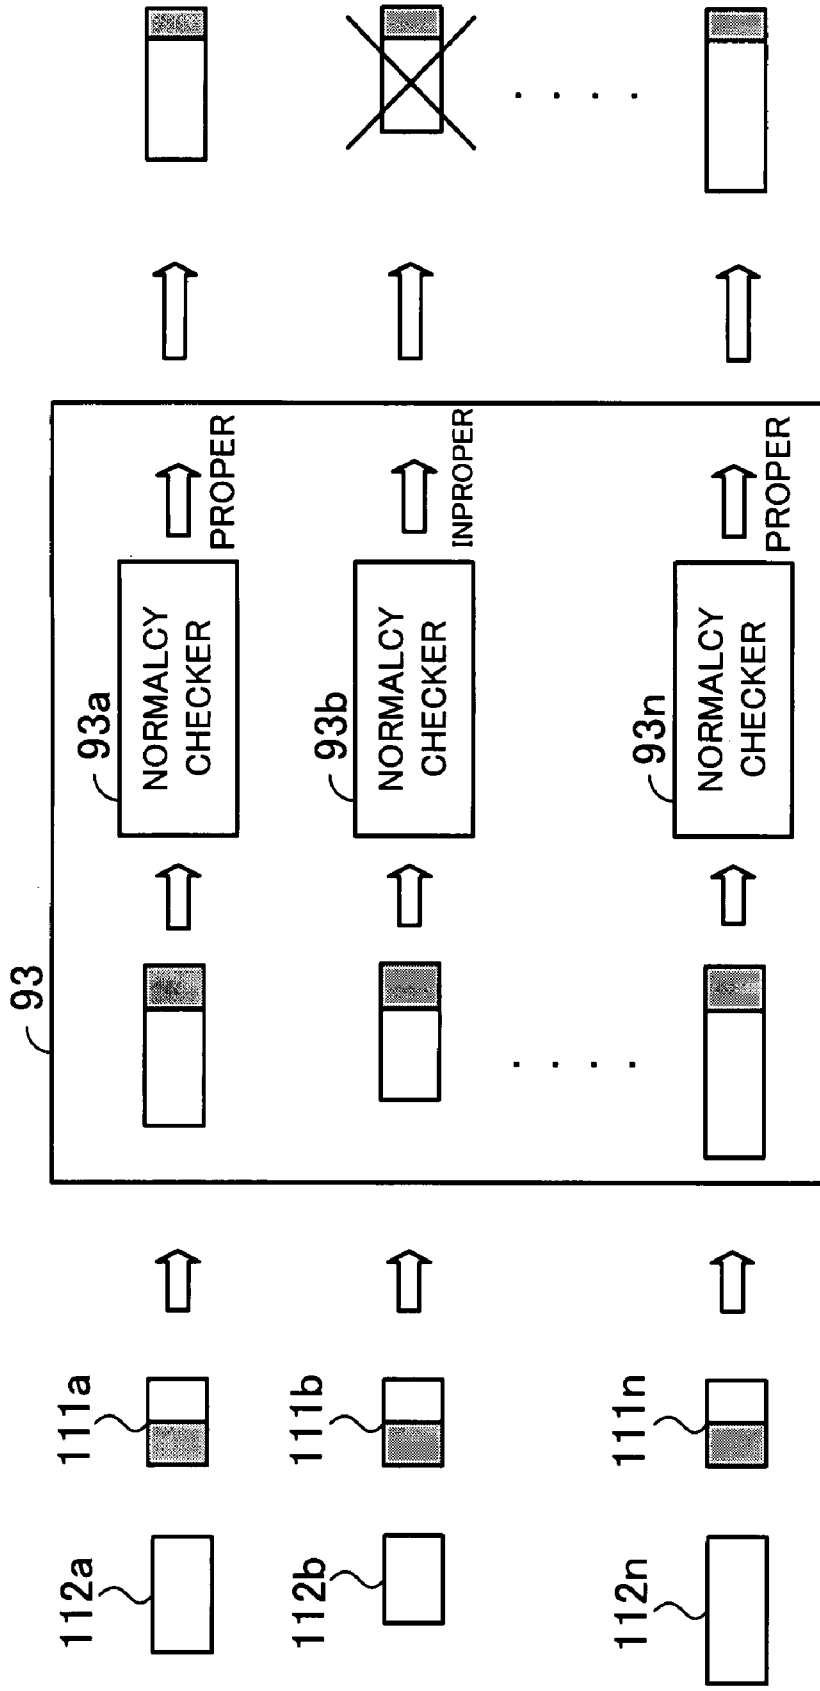 93
112a
111a
93a
NORMALCY
CHECKER
PROPER
112b
111b
93b
NORMALCY
CHECKER
INPROPER
. . . .
. . . .
112n
111n
93n
NORMALCY
CHECKER
PROPER